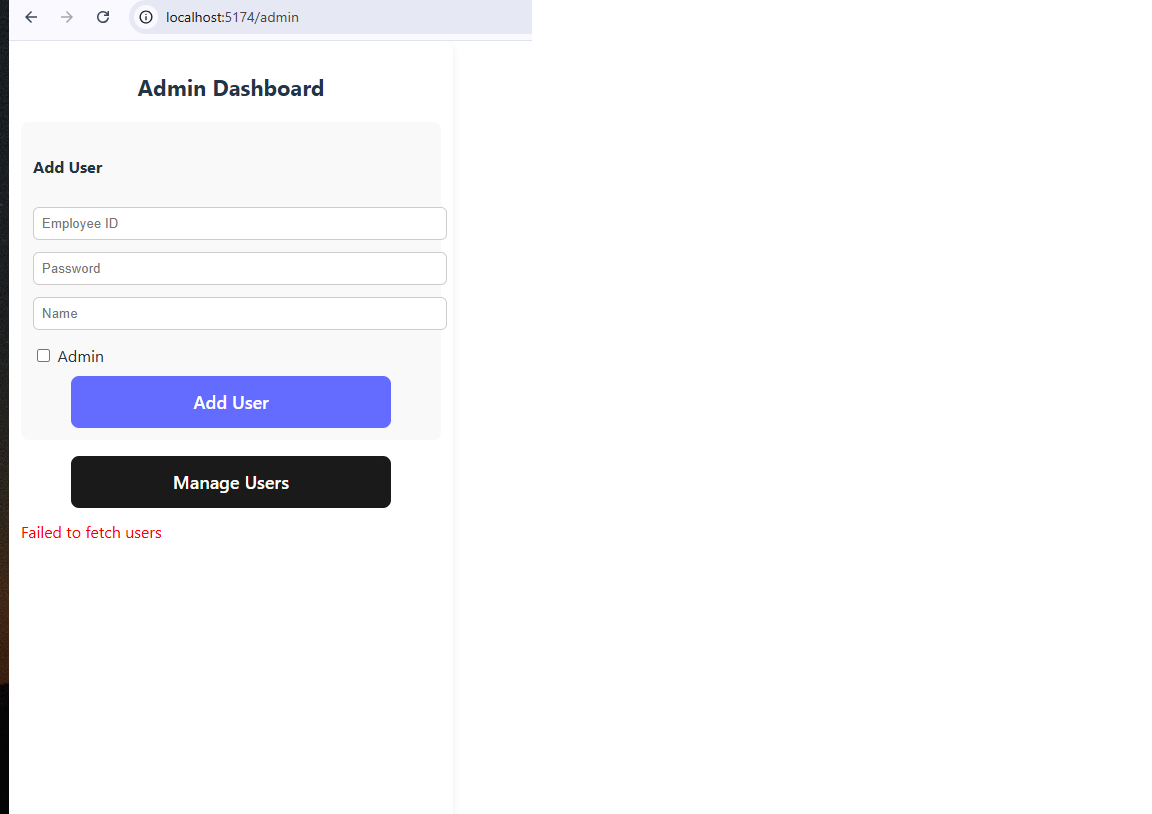 localhost:5174/admin
Admin Dashboard
Add User
Employee ID
Password
Name
Admin
Add User
Manage Users
Failed to fetch users